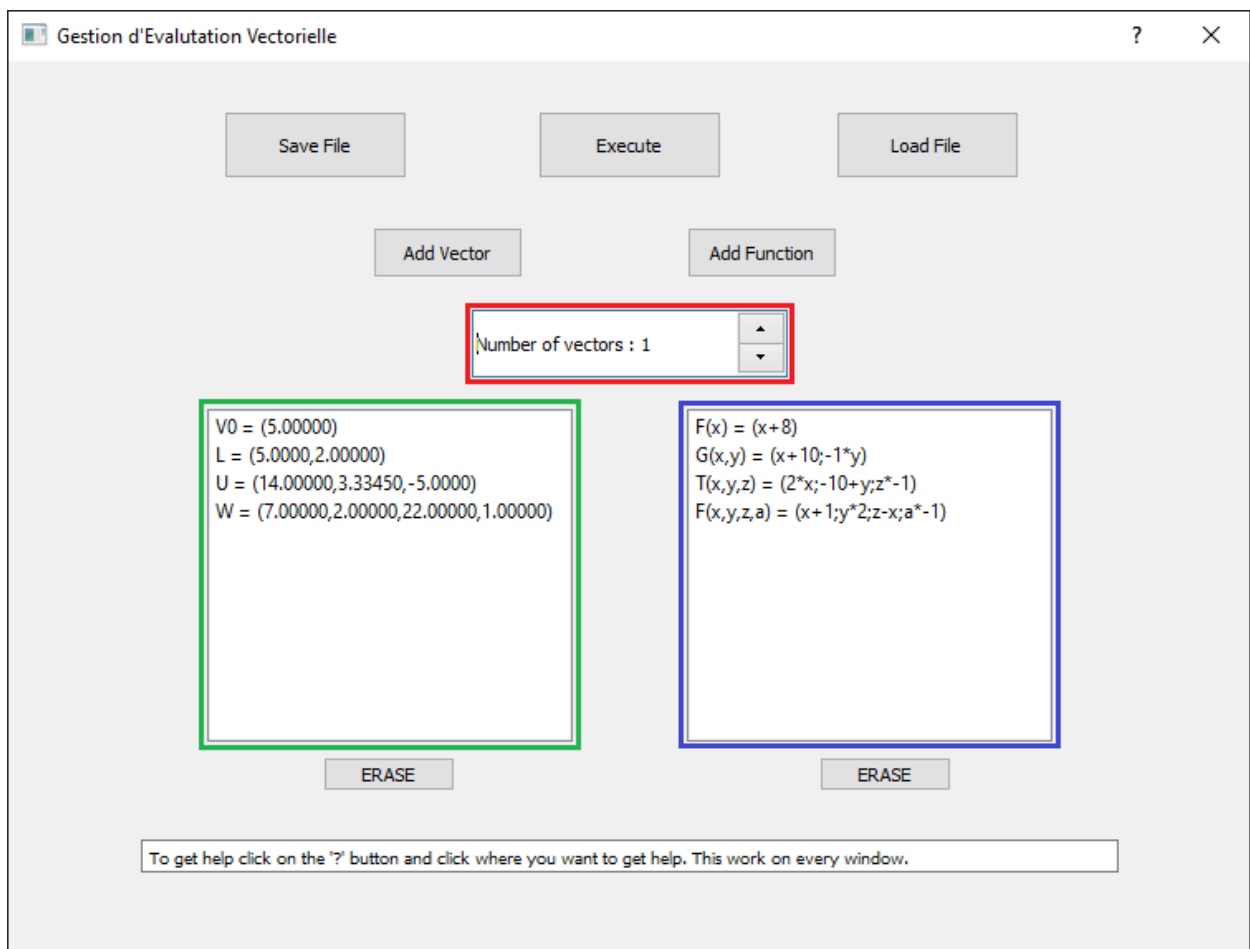 Gestion d'Evalutation Vectorielle
?
Save File
Execute
Load File
Add Vector
Add Function
Number of vectors : 1
V0 = (5.00000)
L = (5.0000,2.00000)
U = (14.00000,3.33450,-5.0000)
W = (7.00000,2.00000,22.00000,1.00000)
F(x) = (x+8)
G(x,y) = (x+10;-1*y)
T(x,y,z) = (2*x;-10+y;z*-1)
F(x,y,z,a) = (x+1;y*2;z-x;a*-1)
ERASE
ERASE
To get help click on the '?' button and click where you want to get help. This work on every window.